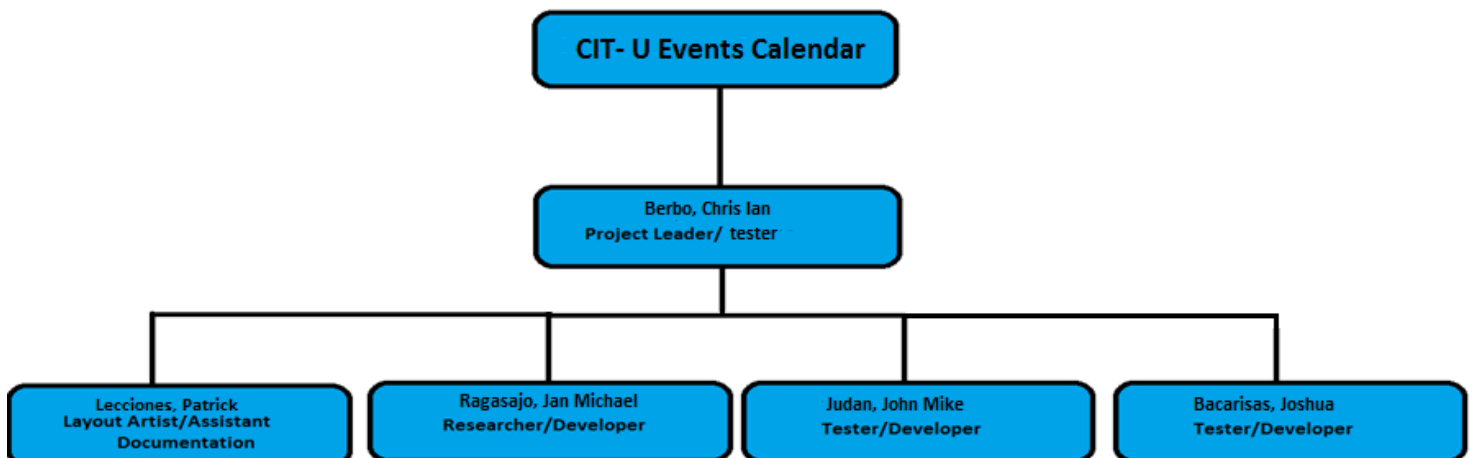 CIT- U Events Calendar
Berbo, Chris Ian
Project Leader/ tester
Lecciones, Patrick
Layout Artist/Assistant
Documentation
Ragasajo, Jan Michael
Researcher/Developer
Judan, John Mike
Tester/Developer
Bacarisas, Joshua
Tester/Developer